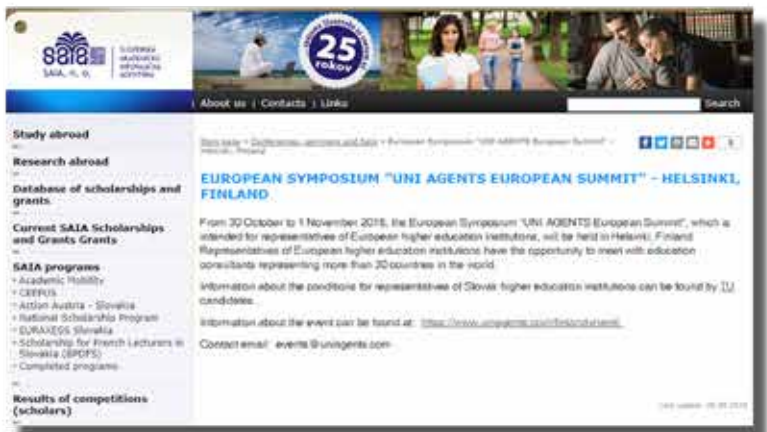 saia
SAIA, n. o.
25
rokov
About us | Contacts | Links
Search
Study abroad
Research abroad
Database of scholarships and
grants
Current SAIA Scholarships
and Grants Grants
SAIA programs
Academic Mobility
CEEPUS
Action Austria - Slovakia
National Scholarship Program
EURAXESS Slovakia
Scholarship for French Lecturers in
Slovakia (BPDFS)
Completed programs
Results of competitions
(scholars)
EUROPEAN SYMPOSIUM "UNI AGENTS EUROPEAN SUMMIT" - HELSINKI,
FINLAND
From 30 October to 1 November 2016, the European Symposium "UNI AGENTS European Summit", which is
intended for representatives of European higher education institutions, will be held in Helsinki, Finland.
Representatives of European higher education institutions have the opportunity to meet with education
consultants representing more than 30 countries in the world.
Information about the conditions for representatives of Slovak higher education institutions can be found by TU
candidates.
Information about the event can be found at:
Contact email: events@uniagents.com